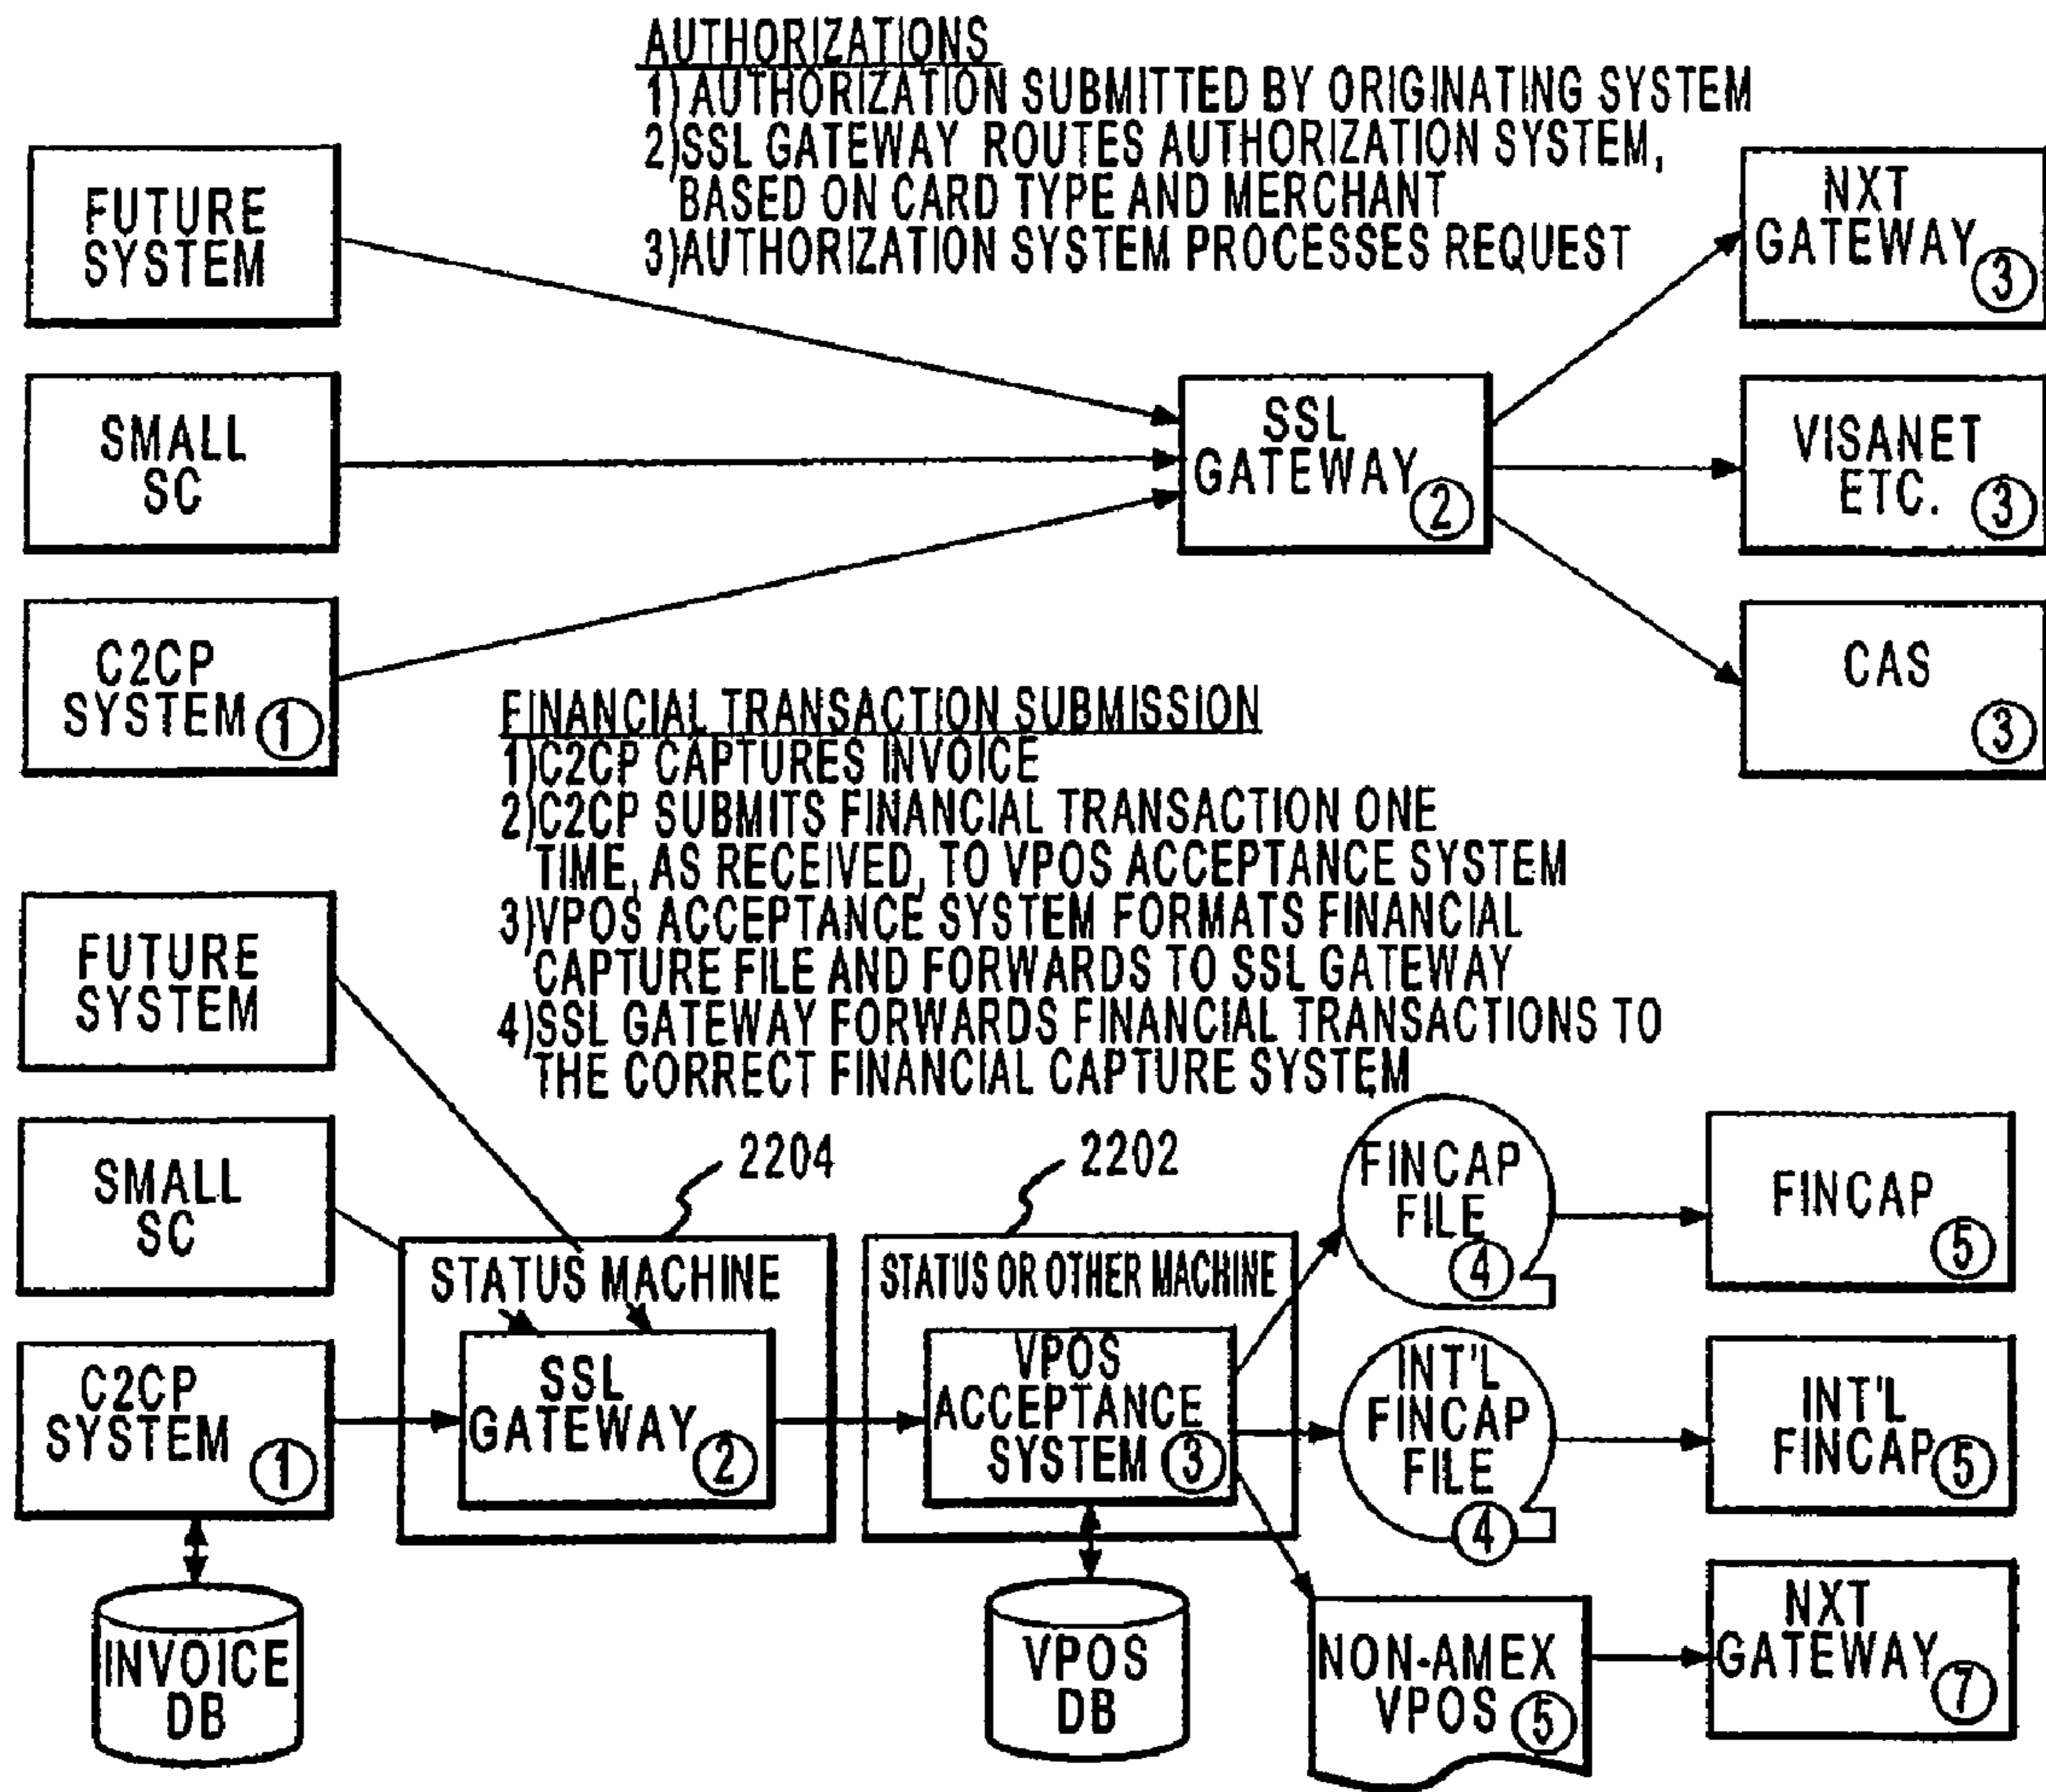 AUTHORIZATIONS
1) AUTHORIZATION SUBMITTED BY ORIGINATING SYSTEM
2)SSL GATEWAY ROUTES AUTHORIZATION SYSTEM,
BASED ON CARD TYPE AND MERCHANT
3)AUTHORIZATION SYSTEM PROCESSES REQUEST
FUTURE
SYSTEM
SMALL
SC
C2CP
SYSTEM 1
SSL
GATEWAY 2
NXT
GATEWAY 3
VISANET
ETC. 3
CAS
3
FINANCIAL TRANSACTION SUBMISSION
1)C2CP CAPTURES INVOICE
2)C2CP SUBMITS FINANCIAL TRANSACTION ONE
TIME, AS RECEIVED, TO VPOS ACCEPTANCE SYSTEM
3)VPOS ACCEPTANCE SYSTEM FORMATS FINANCIAL
CAPTURE FILE AND FORWARDS TO SSL GATEWAY
4)SSL GATEWAY FORWARDS FINANCIAL TRANSACTIONS TO
THE CORRECT FINANCIAL CAPTURE SYSTEM
FUTURE
SYSTEM
SMALL
SC
C2CP
SYSTEM 1
INVOICE
DB
2204
STATUS MACHINE
SSL
GATEWAY 2
2202
STATUS OR OTHER MACHINE
VPOS
ACCEPTANCE
SYSTEM 3
VPOS
DB
FINCAP
FILE
4
INT'L
FINCAP
FILE
4
NON-AMEX
VPOS 5
FINCAP
5
INT'L
FINCAP 5
NXT
GATEWAY 7